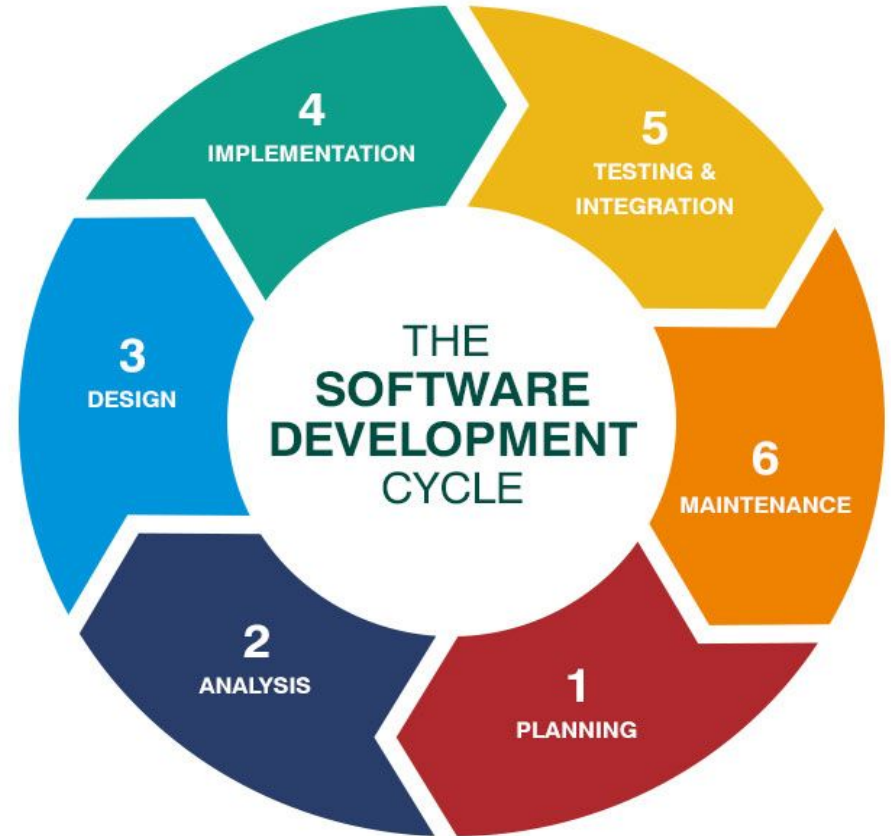 THE
SOFTWARE
DEVELOPMENT
CYCLE
1
PLANNING
2
ANALYSIS
3
DESIGN
4
IMPLEMENTATION
5
TESTING &
INTEGRATION
6
MAINTENANCE